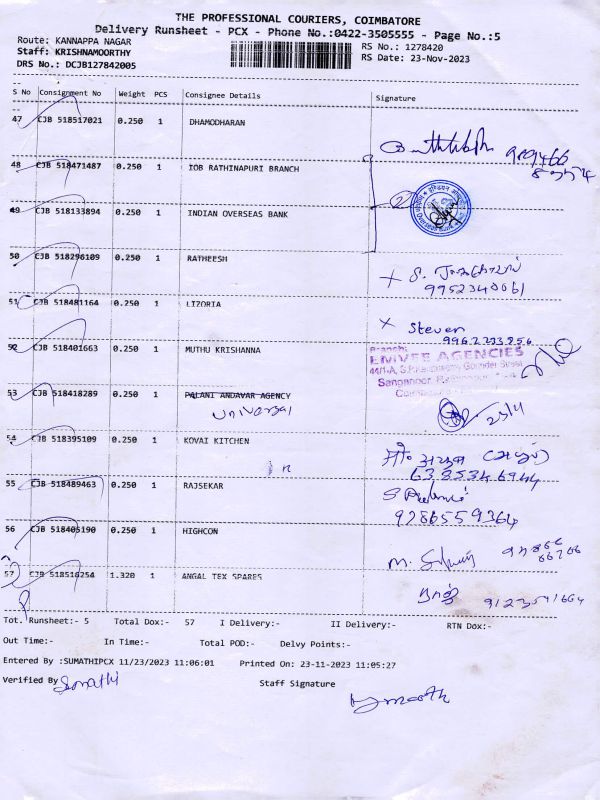 THE PROFESSIONAL COURIERS, COIMBATORE
Delivery Runsheet - PCX - Phone No.:0422-3505555 - Page No.:5
Route: KANNAPPA NAGAR
RS No.: 1278420
Staff: KRISHNAMOORTHY
RS Date: 23-Nov-2023
DRS No.: DCJB127842005
S No Consignment No Weight PCS Consignee Details Signature
47 CJB 518517021 0.250 1 DHAMODHARAN
48 CJB 518471487 0.250 1 IOB RATHINAPURI BRANCH
49 CJB 518133894 0.250 1 INDIAN OVERSEAS BANK
50 CJB 518296109 0.250 1 RATHEESH
9952340061
51 CJB 518481164 0.250 1 LIZORIA
Steven
52 CJB 518401663 0.250 1 MUTHU KRISHANNA
EMVEE AGENCIES
53 CJB 518418289 0.250 1 PALANI ANDAVAR AGENCY
Universal
23/4
54 CJB 518395109 0.250 1 KOVAI KITCHEN
6385346944
55 CJB 518489463 0.250 1 RAJSEKAR
9286559364
56 CJB 518405190 0.250 1 HIGHCON
57 CJB 518516254 1.320 1 ANGAL TEX SPARES
Tot. Runsheet:- 5 Total Dox:- 57 I Delivery:- II Delivery:- RTN Dox:-
Out Time:- In Time:- Total POD:- Delvy Points:-
Entered By :SUMATHIPCX 11/23/2023 11:06:01 Printed On: 23-11-2023 11:05:27
Verified By Sumathi
Staff Signature